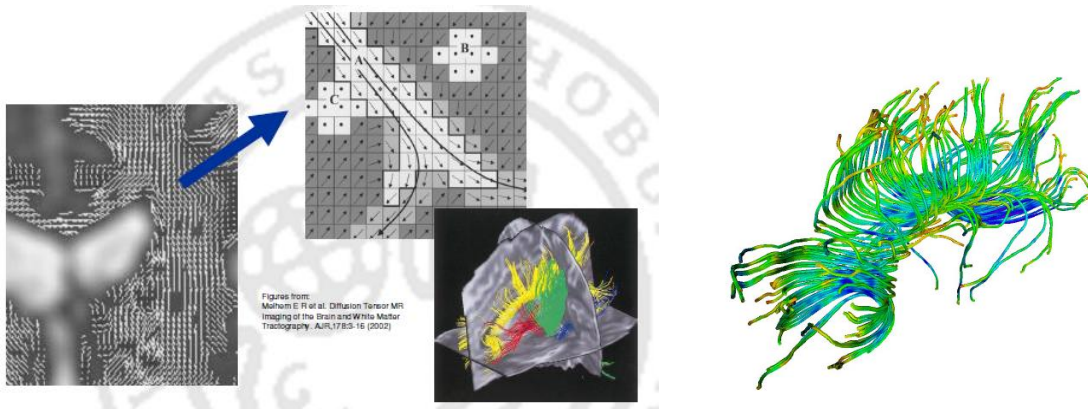 A
B
C
Figures from:
Melhem E R et al. Diffusion Tensor MR
Imaging of the Brain and White Matter
Tractography. AJR,178:3-16 (2002)